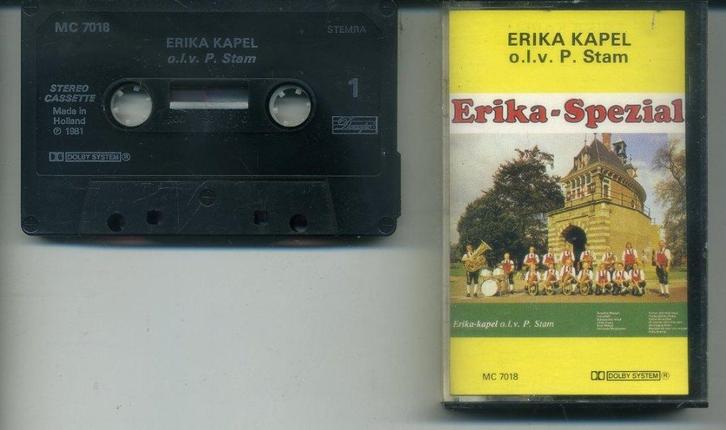 MC 7018
STEMRA
ERIKA KAPEL
o.l.v. P. Stam
STEREO
CASSETTE
1
Made in
Holland
℗ 1981
DOLBY SYSTEM
ERIKA KAPEL
o.l.v. P. Stam
Erika-Spezial
Erika-kapel o.l.v. P. Stam
MC 7018
DOLBY SYSTEM ®